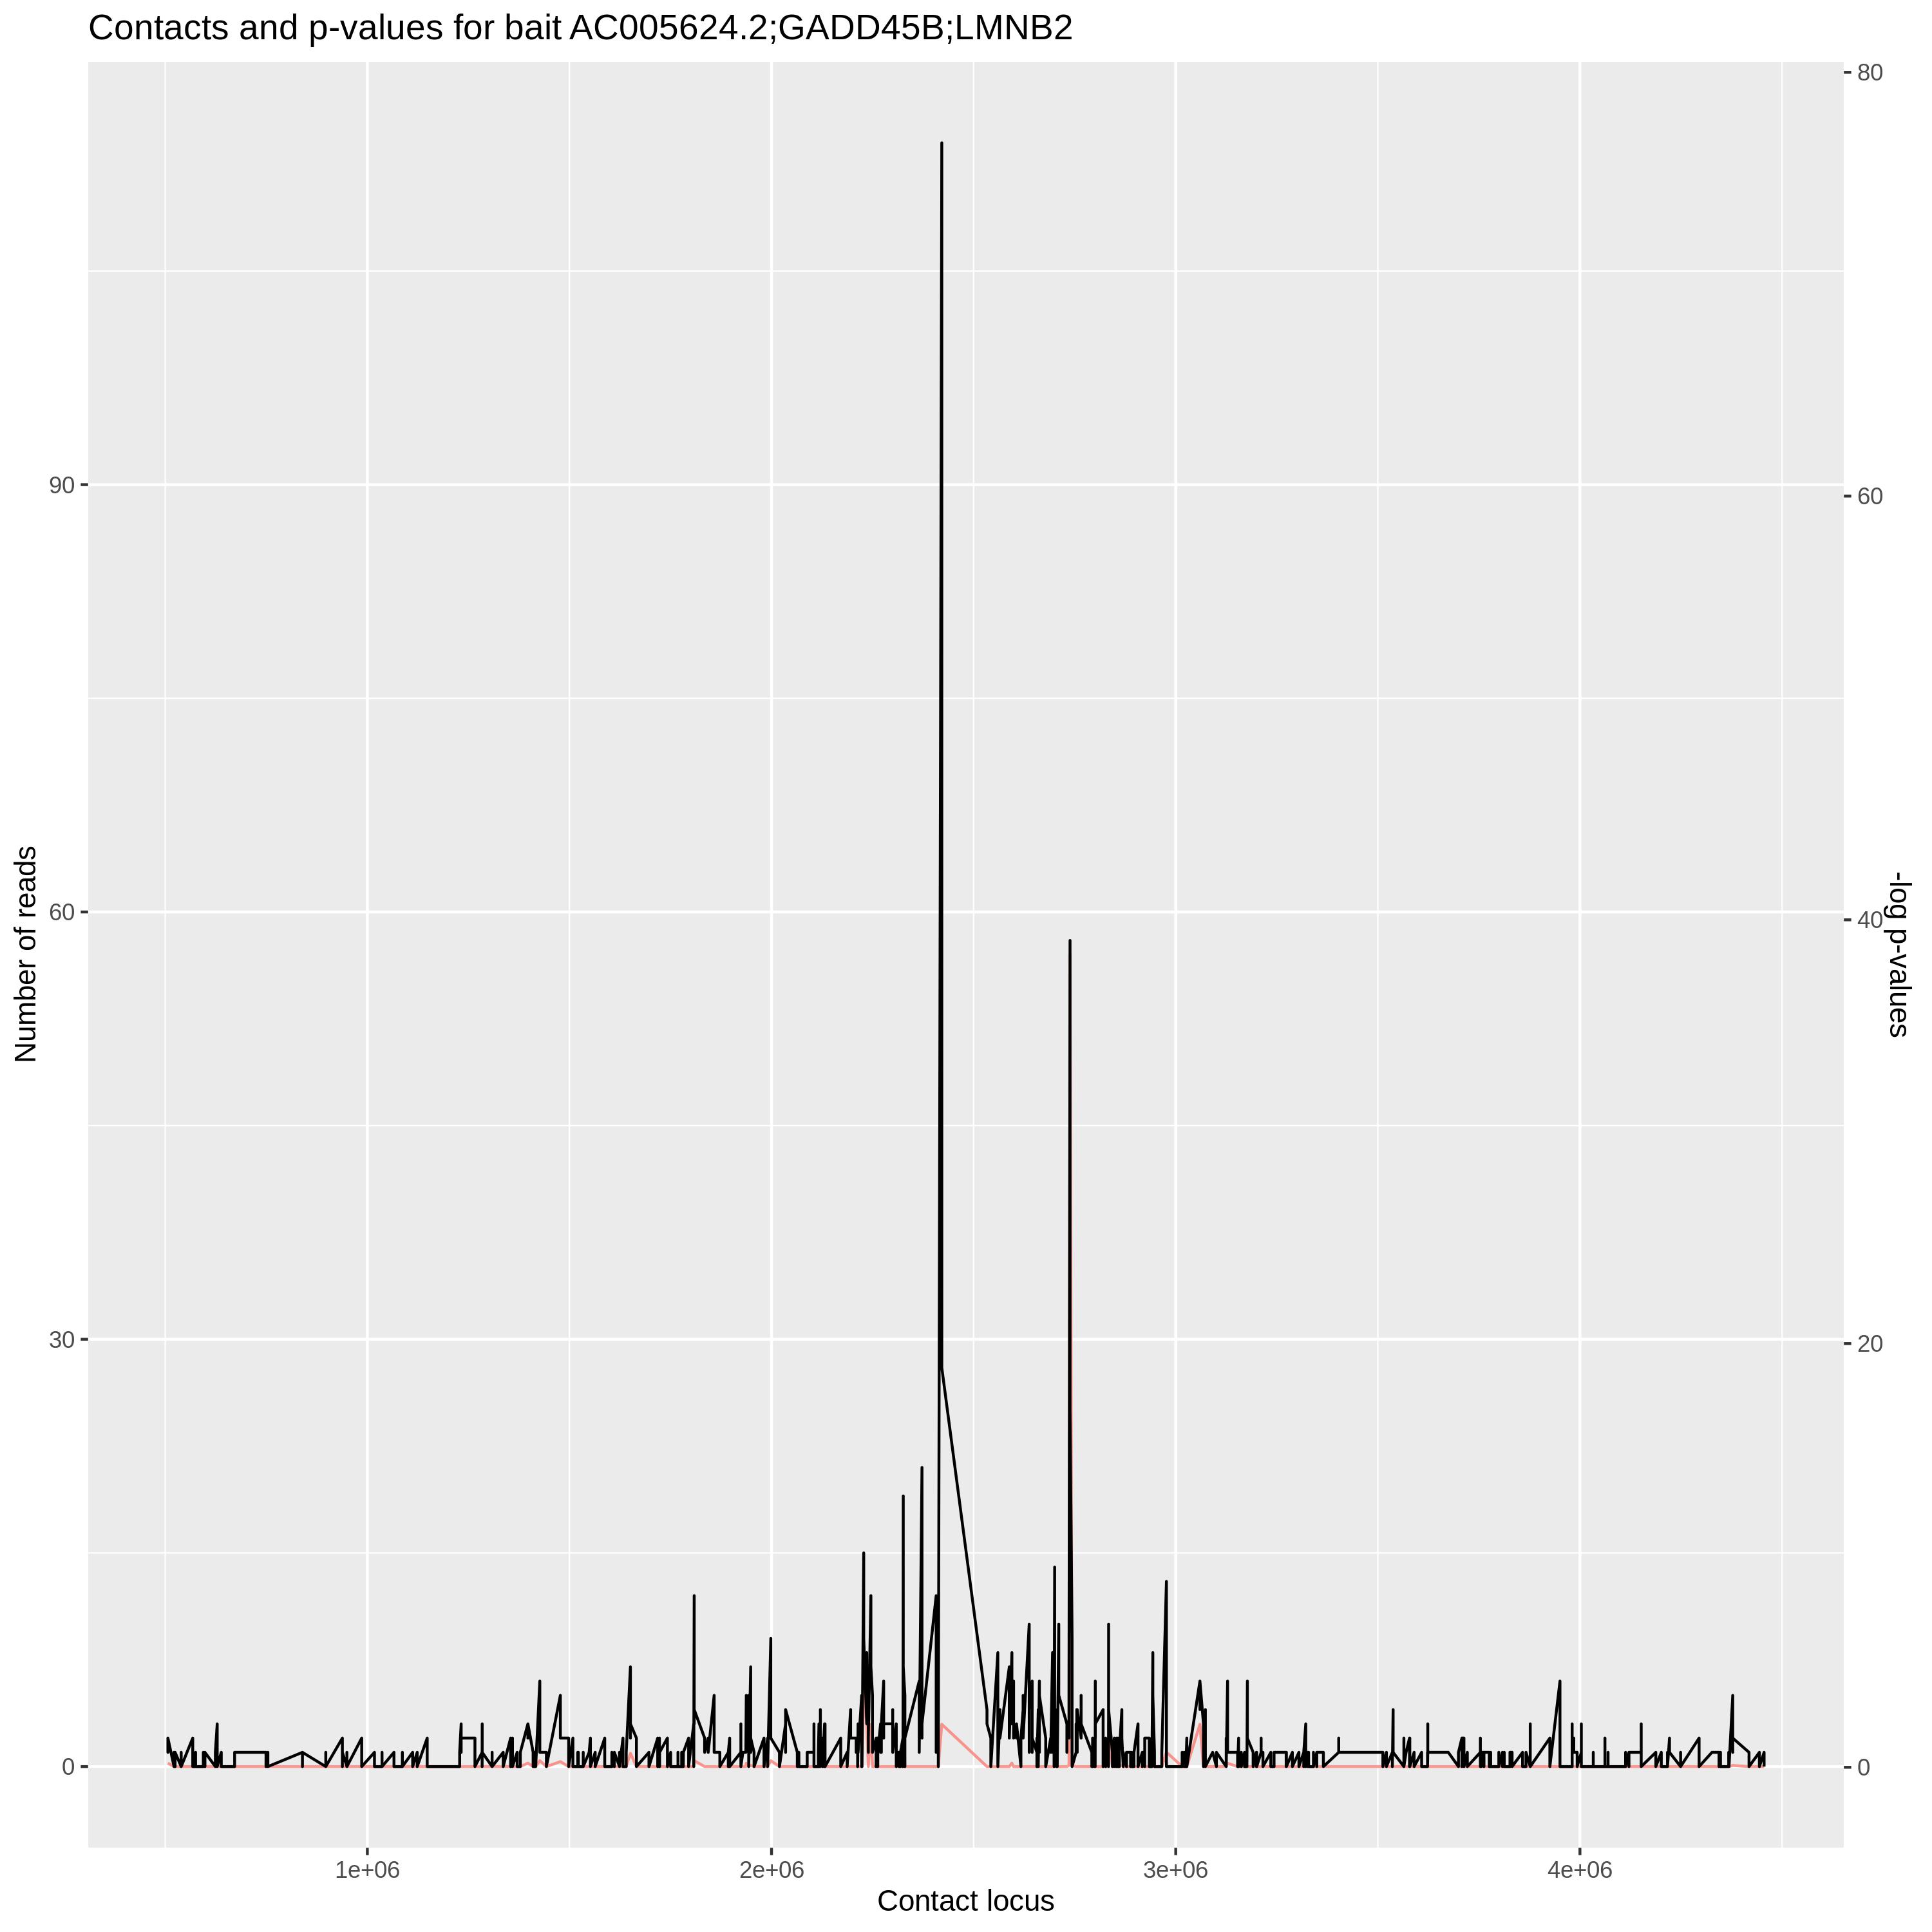 Contacts and p-values for bait AC005624.2;GADD45B;LMNB2
80
90
60
60
40
30
20
0
0
Number of reads
-log p-values
1e+06
2e+06
3e+06
4e+06
Contact locus